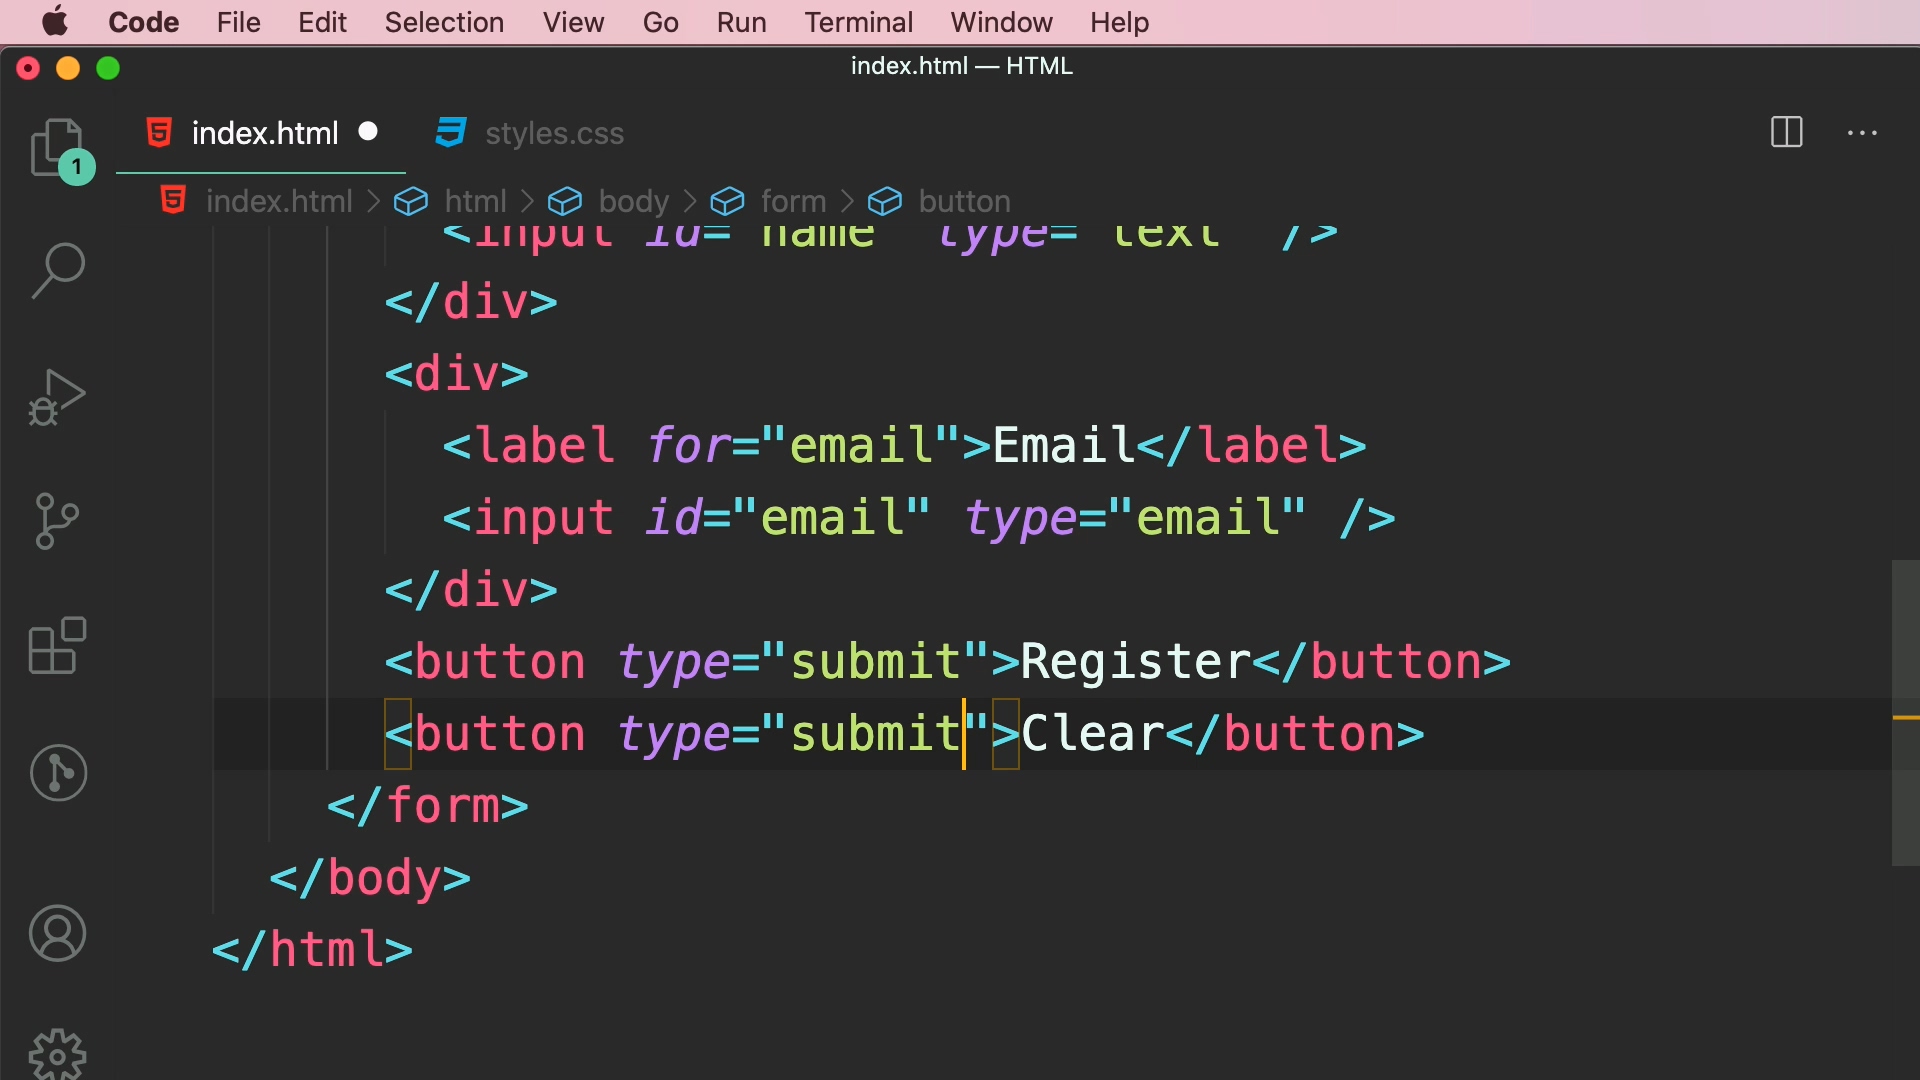 Code File Edit Selection View Go Run Terminal Window Help
index.html — HTML
index.html styles.css
1
index.html > html > body > form > button
<input id="name" type="text" />
</div>
<div>
<label for="email">Email</label>
<input id="email" type="email" />
</div>
<button type="submit">Register</button>
<button type="submit">Clear</button>
</form>
</body>
</html>